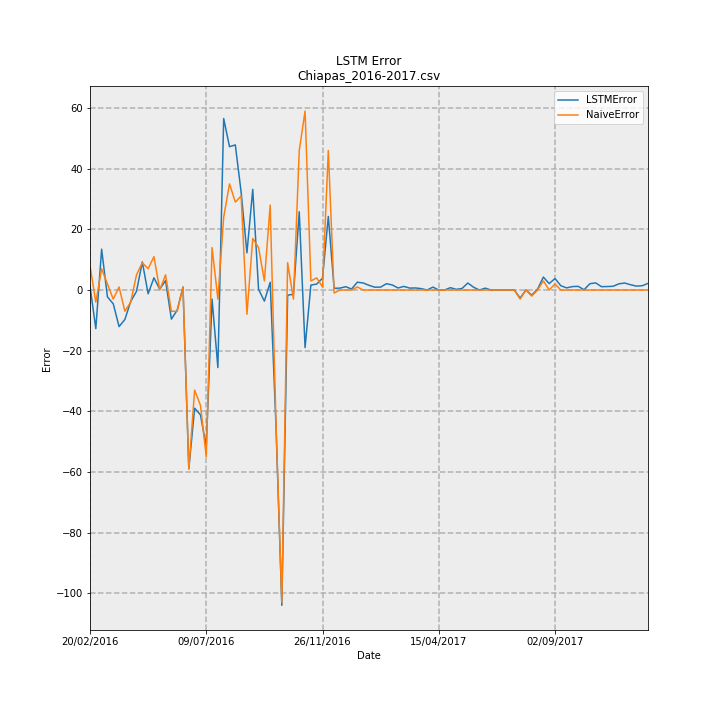 LSTM Error
Chiapas_2016-2017.csv
LSTMError
NaiveError
60
40
20
0
−20
−40
−60
−80
−100
Error
20/02/2016
09/07/2016
26/11/2016
15/04/2017
02/09/2017
Date